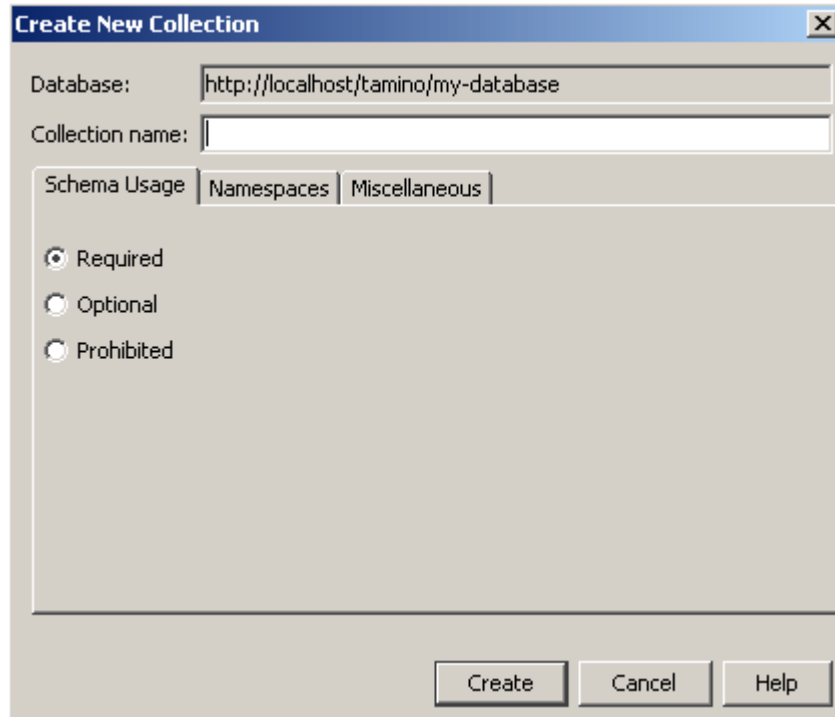 Create New Collection
Database: http://localhost/tamino/my-database
Collection name:
Schema Usage Namespaces Miscellaneous
Required
Optional
Prohibited
Create Cancel Help